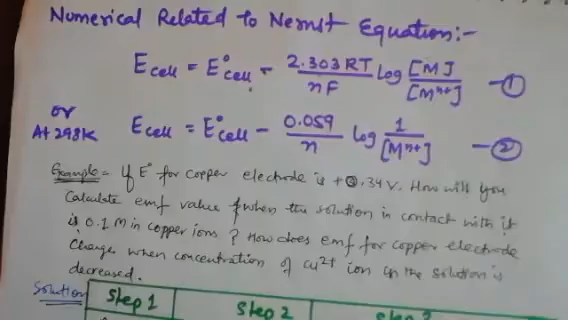 Numerical Related to Nernst Equation:-
Ecell = E°cell - 2.303RT/nF log [M]/[Mn+] - ①
or
At 298K Ecell = E°cell - 0.059/n log 1/[Mn+] - ②
Example = If E° for copper electrode is +0.34V. How will you
calculate emf value when the solution in contact with it
is 0.1 M in copper ions? How does emf for copper electrode
change when concentration of Cu2+ ion in the solution is
decreased.
Solution
Step 1 Step 2